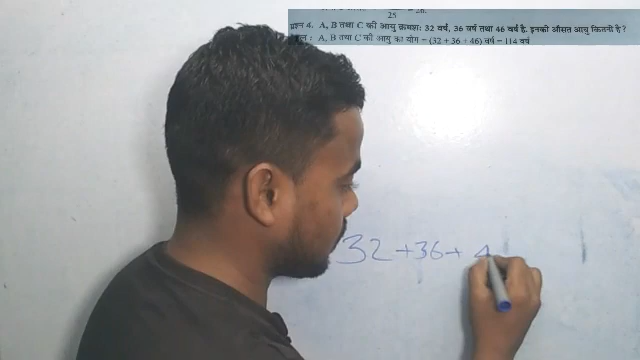 25
प्रश्न 4. A, B तथा C की आयु क्रमशः 32 वर्ष, 36 वर्ष तथा 46 वर्ष है. इनकी औसत आयु कितनी है?
हल : A, B तथा C की आयु का योग = (32 + 36 + 46) वर्ष = 114 वर्ष
32 + 36 + 4